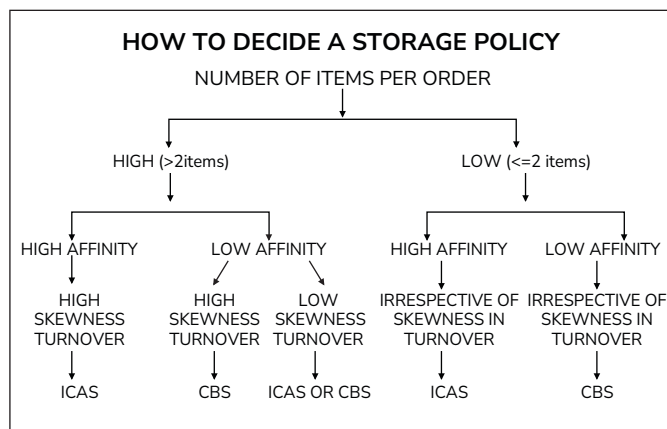 HOW TO DECIDE A STORAGE POLICY
NUMBER OF ITEMS PER ORDER
HIGH (>2items)
LOW (<=2 items)
HIGH AFFINITY
LOW AFFINITY
HIGH AFFINITY
LOW AFFINITY
HIGH
SKEWNESS
TURNOVER
HIGH
SKEWNESS
TURNOVER
LOW
SKEWNESS
TURNOVER
IRRESPECTIVE OF
SKEWNESS IN
TURNOVER
IRRESPECTIVE OF
SKEWNESS IN
TURNOVER
ICAS
CBS
ICAS OR CBS
ICAS
CBS